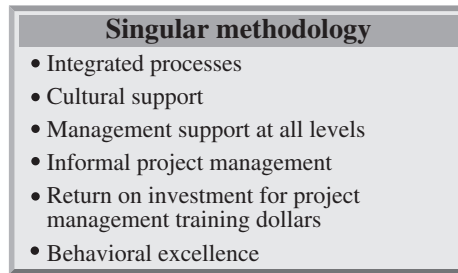 Singular methodology
• Integrated processes
• Cultural support
• Management support at all levels
• Informal project management
• Return on investment for project
management training dollars
• Behavioral excellence